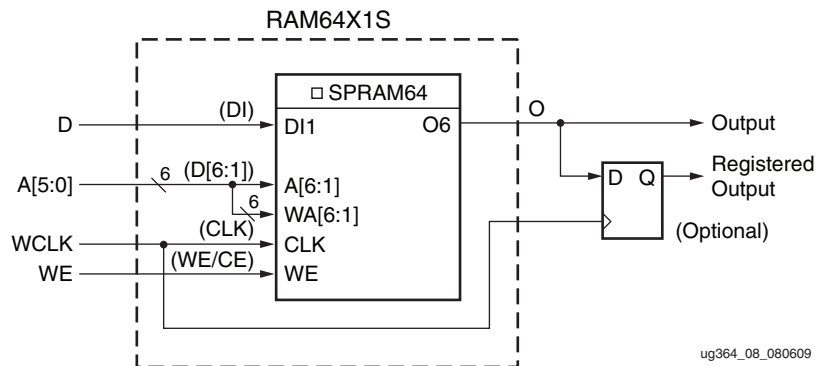 RAM64X1S
SPRAM64
(DI)
D
DI1
O6
O
Output
A[5:0]
6
(D[6:1])
A[6:1]
6
WA[6:1]
D Q
Registered
Output
WCLK
(CLK)
CLK
(Optional)
WE
(WE/CE)
WE
ug364_08_080609